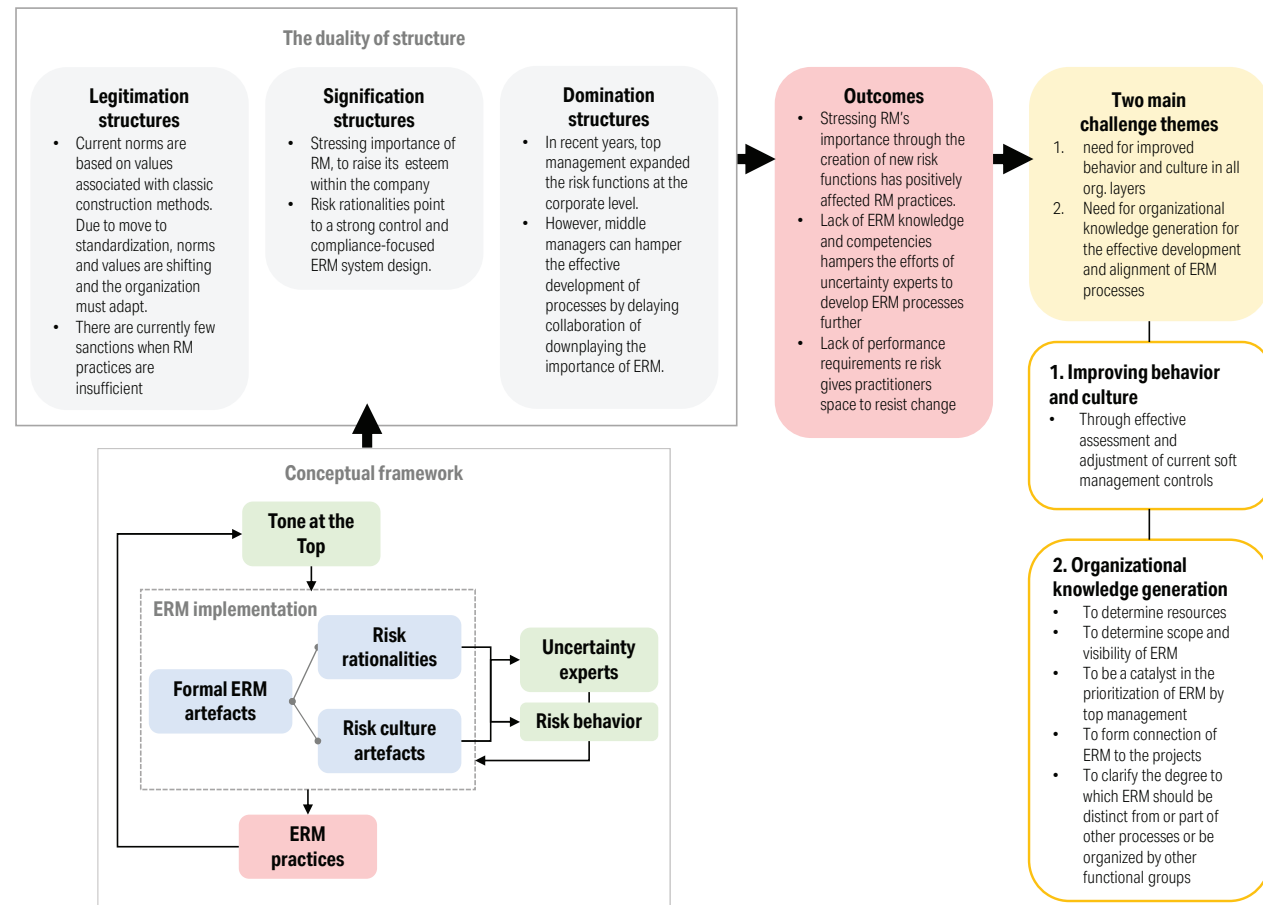 The duality of structure
Legitimation
structures
• Current norms are
based on values
associated with classic
construction methods.
Due to move to
standardization, norms
and values are shifting
and the organization
must adapt.
• There are currently few
sanctions when RM
practices are
insufficient
Signification
structures
• Stressing importance of
RM, to raise its esteem
within the company
• Risk rationalities point
to a strong control and
compliance-focused
ERM system design.
Domination
structures
• In recent years, top
management expanded
the risk functions at the
corporate level.
• However, middle
managers can hamper
the effective
development of
processes by delaying
collaboration of
downplaying the
importance of ERM.
Outcomes
• Stressing RM's
importance through the
creation of new risk
functions has positively
affected RM practices.
• Lack of ERM knowledge
and competencies
hampers the efforts of
uncertainty experts to
develop ERM processes
further
• Lack of performance
requirements re risk
gives practitioners
space to resist change
Two main
challenge themes
1. need for improved
behavior and culture in all
org. layers
2. Need for organizational
knowledge generation for
the effective development
and alignment of ERM
processes
1. Improving behavior
and culture
• Through effective
assessment and
adjustment of current soft
management controls
2. Organizational
knowledge generation
• To determine resources
• To determine scope and
visibility of ERM
• To be a catalyst in the
prioritization of ERM by
top management
• To form connection of
ERM to the projects
• To clarify the degree to
which ERM should be
distinct from or part of
other processes or be
organized by other
functional groups
Conceptual framework
Tone at the
Top
ERM implementation
Risk
rationalities
Formal ERM
artefacts
Risk culture
artefacts
Uncertainty
experts
Risk behavior
ERM
practices